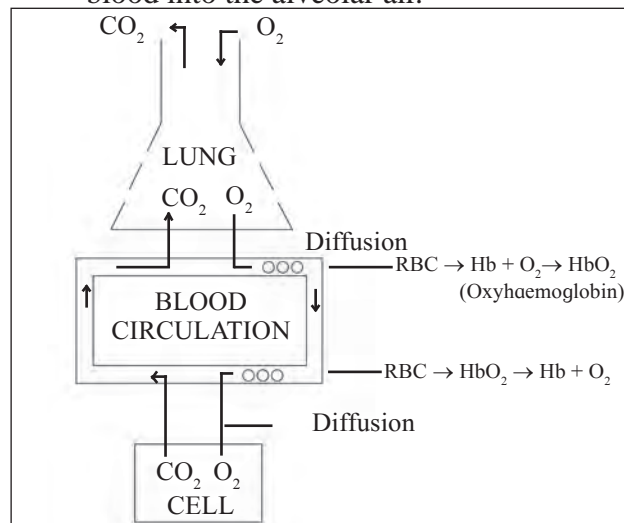 blood into the alveolar air.
CO₂ O₂
LUNG
CO₂ O₂
Diffusion
RBC → Hb + O₂ → HbO₂
(Oxyhaemoglobin)
BLOOD
CIRCULATION
RBC → HbO₂ → Hb + O₂
Diffusion
CO₂ O₂
CELL